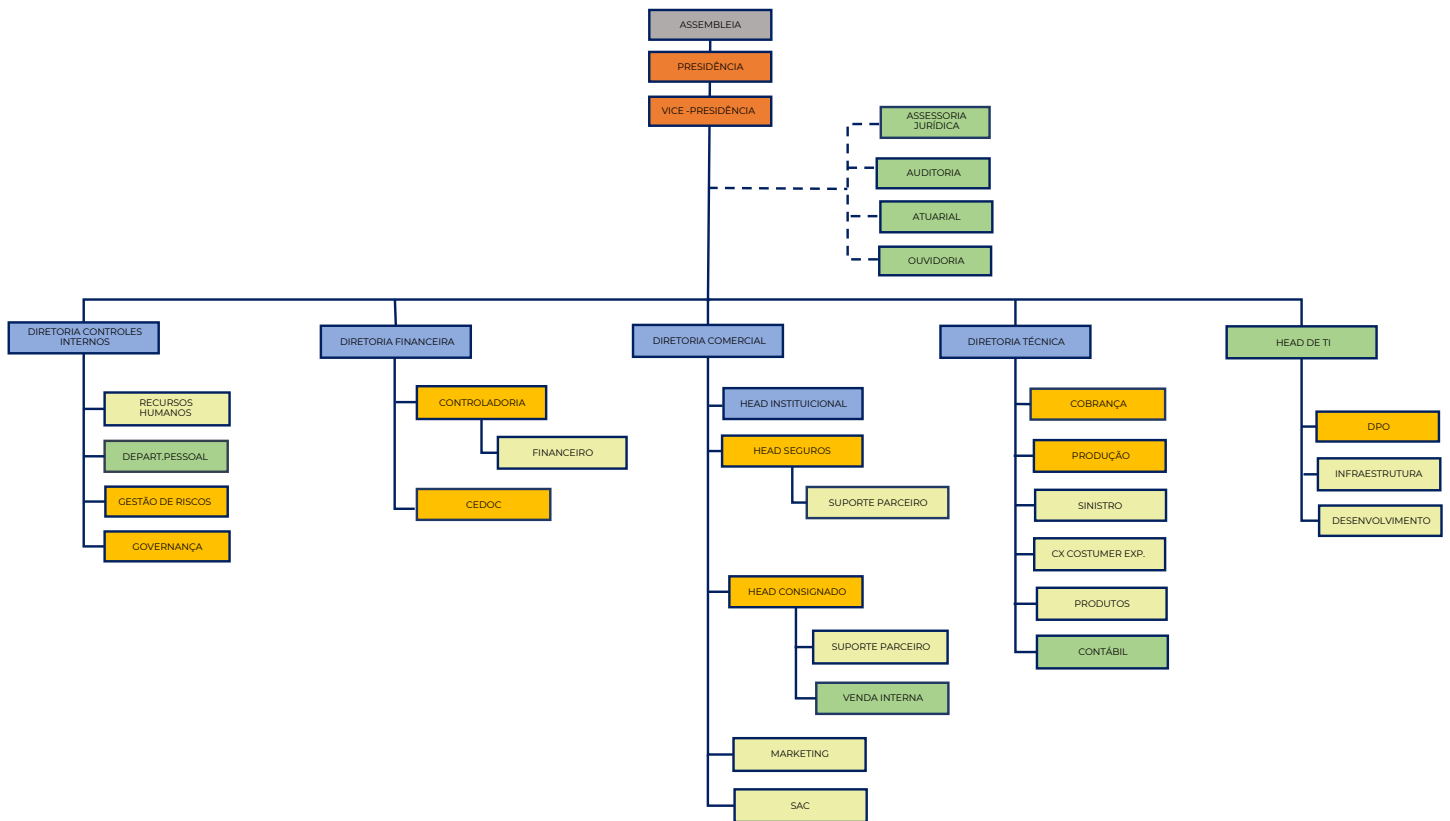 ASSEMBLEIA
PRESIDÊNCIA
VICE -PRESIDÊNCIA
ASSESSORIA
JURÍDICA
AUDITORIA
ATUARIAL
OUVIDORIA
DIRETORIA CONTROLES
INTERNOS
RECURSOS
HUMANOS
DEPART.PESSOAL
GESTÃO DE RISCOS
GOVERNANÇA
DIRETORIA FINANCEIRA
CONTROLADORIA
FINANCEIRO
CEDOC
DIRETORIA COMERCIAL
HEAD INSTITUICIONAL
HEAD SEGUROS
SUPORTE PARCEIRO
HEAD CONSIGNADO
SUPORTE PARCEIRO
VENDA INTERNA
MARKETING
SAC
DIRETORIA TÉCNICA
COBRANÇA
PRODUÇÃO
SINISTRO
CX COSTUMER EXP.
PRODUTOS
CONTÁBIL
HEAD DE TI
DPO
INFRAESTRUTURA
DESENVOLVIMENTO